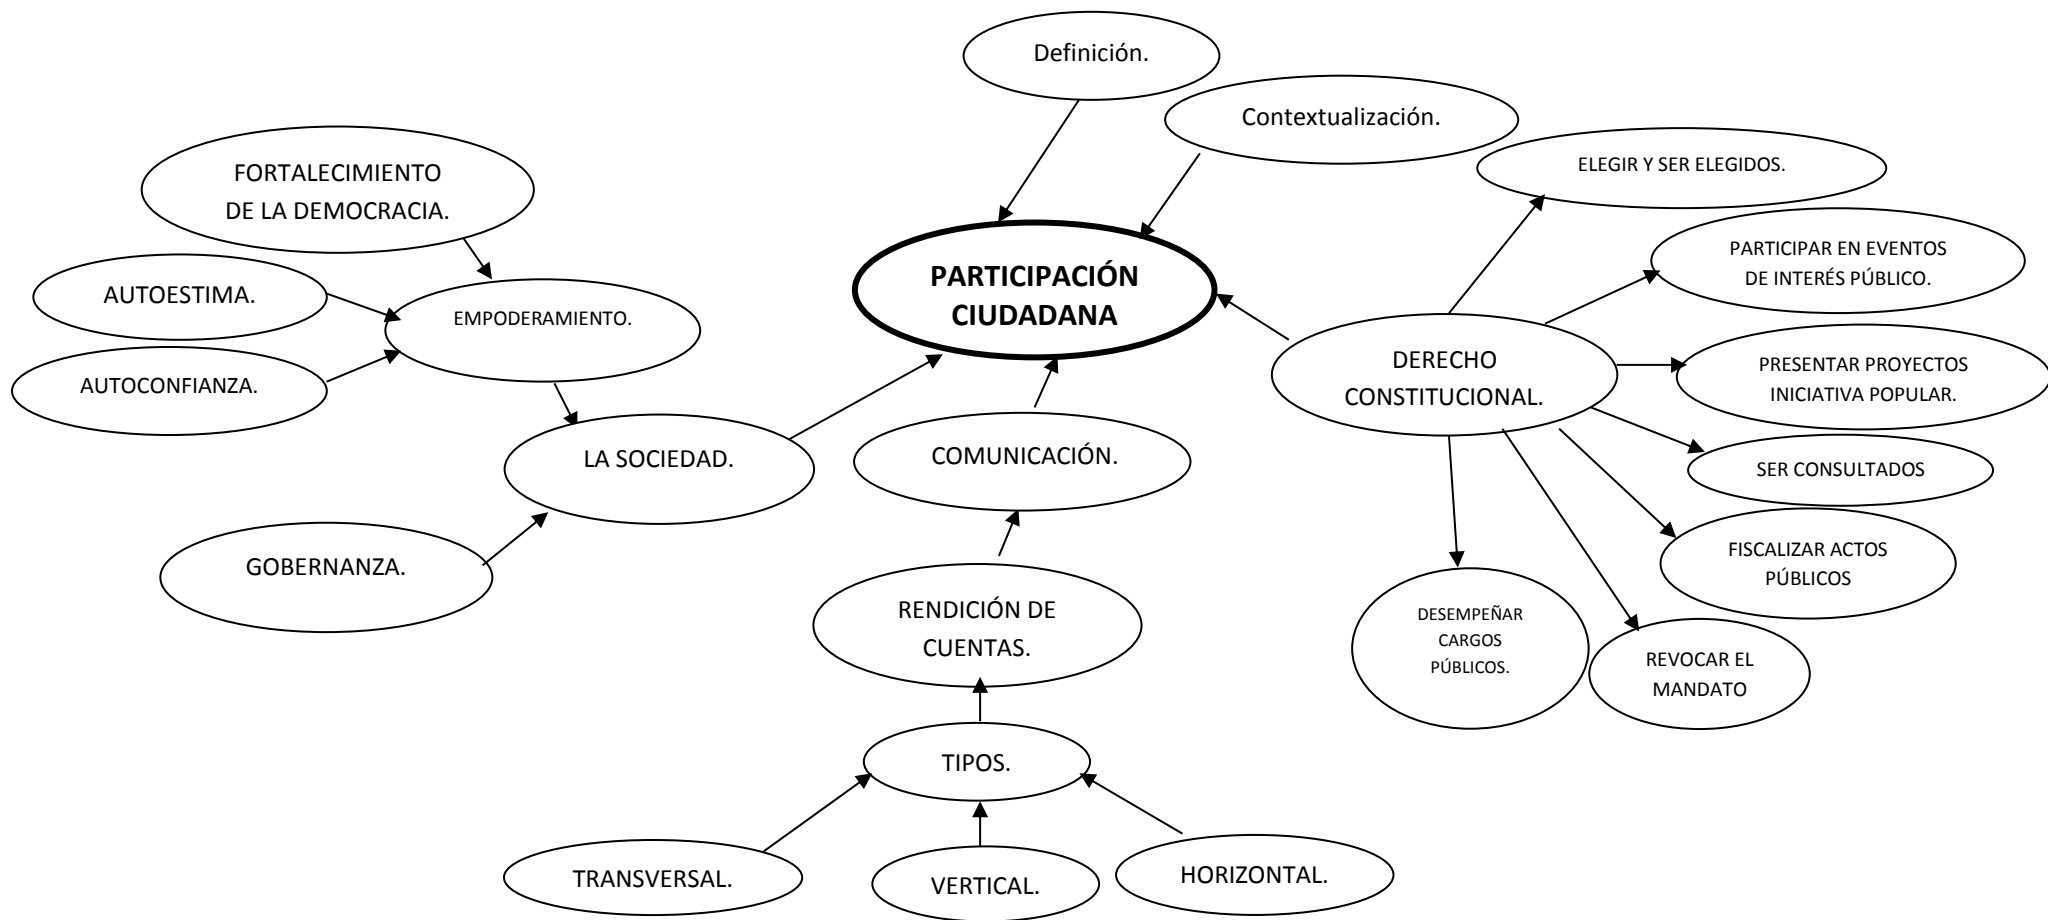 Definición.
Contextualización.
FORTALECIMIENTO
DE LA DEMOCRACIA.
ELEGIR Y SER ELEGIDOS.
AUTOESTIMA.
EMPODERAMIENTO.
PARTICIPACIÓN
CIUDADANA
PARTICIPAR EN EVENTOS
DE INTERÉS PÚBLICO.
AUTOCONFIANZA.
DERECHO
CONSTITUCIONAL.
PRESENTAR PROYECTOS
INICIATIVA POPULAR.
LA SOCIEDAD.
COMUNICACIÓN.
SER CONSULTADOS
GOBERNANZA.
FISCALIZAR ACTOS
PÚBLICOS
RENDICIÓN DE
CUENTAS.
DESEMPEÑAR
CARGOS
PÚBLICOS.
REVOCAR EL
MANDATO
TIPOS.
TRANSVERSAL.
VERTICAL.
HORIZONTAL.